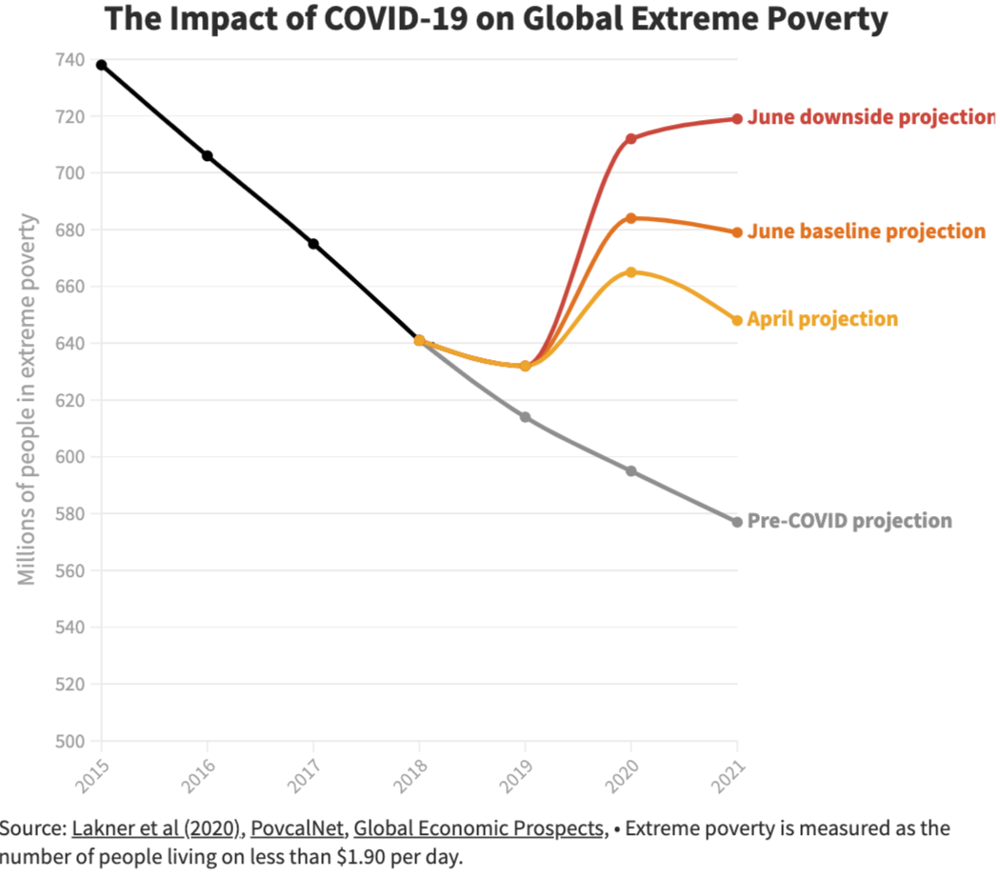 The Impact of COVID-19 on Global Extreme Poverty
Millions of people in extreme poverty
740
720
700
680
660
640
620
600
580
560
540
520
500
June downside projection
June baseline projection
April projection
Pre-COVID projection
2015
2016
2017
2018
2019
2020
2021
Source: Lakner et al (2020), PovcalNet, Global Economic Prospects, • Extreme poverty is measured as the
number of people living on less than $1.90 per day.